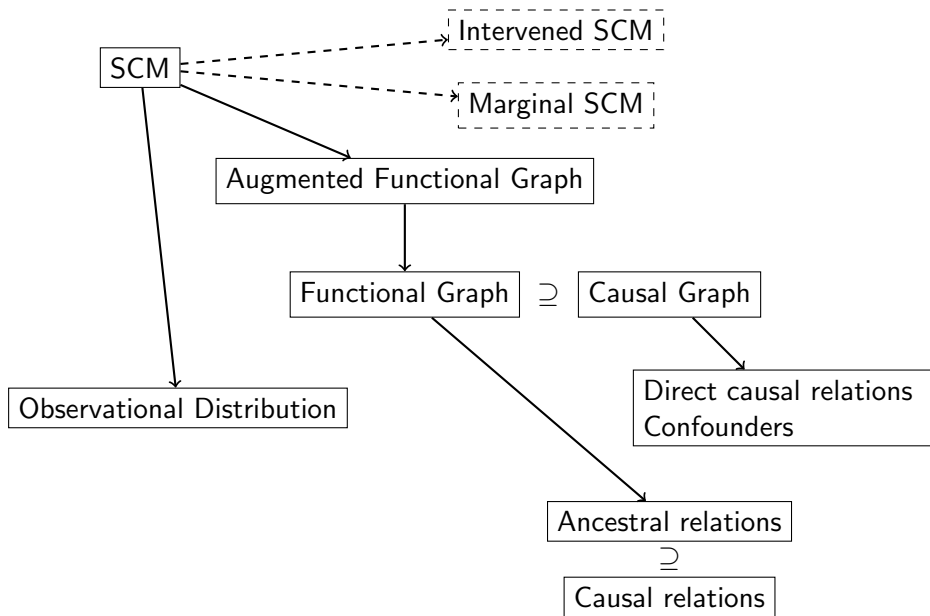 Intervened SCM
SCM
Marginal SCM
Augmented Functional Graph
Functional Graph ⊇ Causal Graph
Direct causal relations
Confounders
Observational Distribution
Ancestral relations
⊇
Causal relations